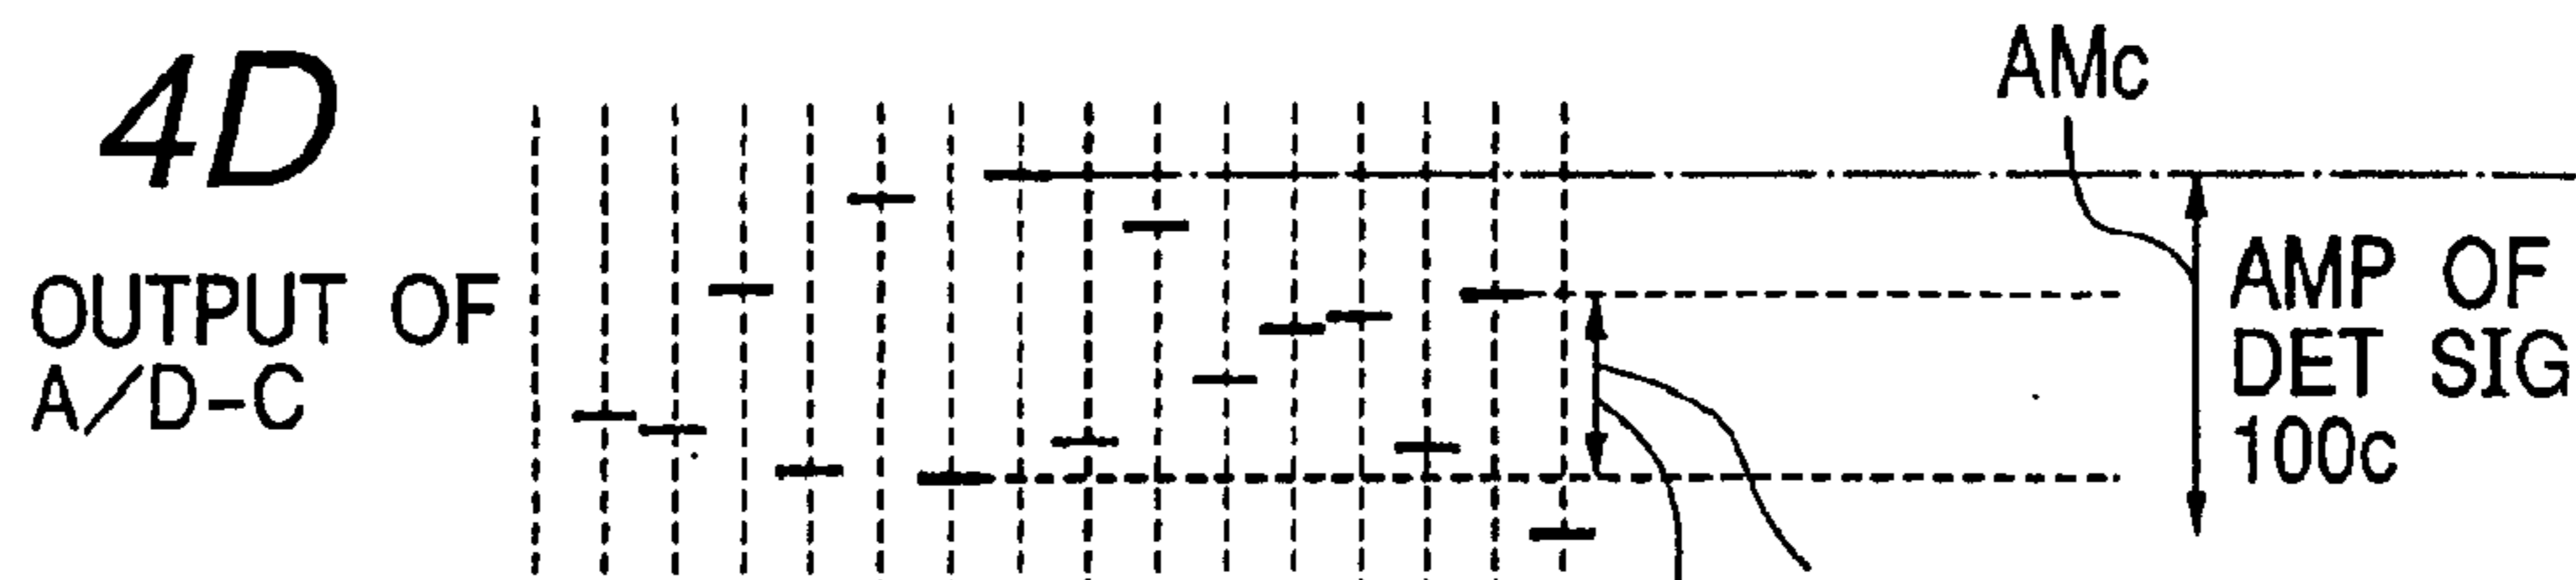 4D
OUTPUT OF
A/D-C
AMc
AMP OF
DET SIG
100c